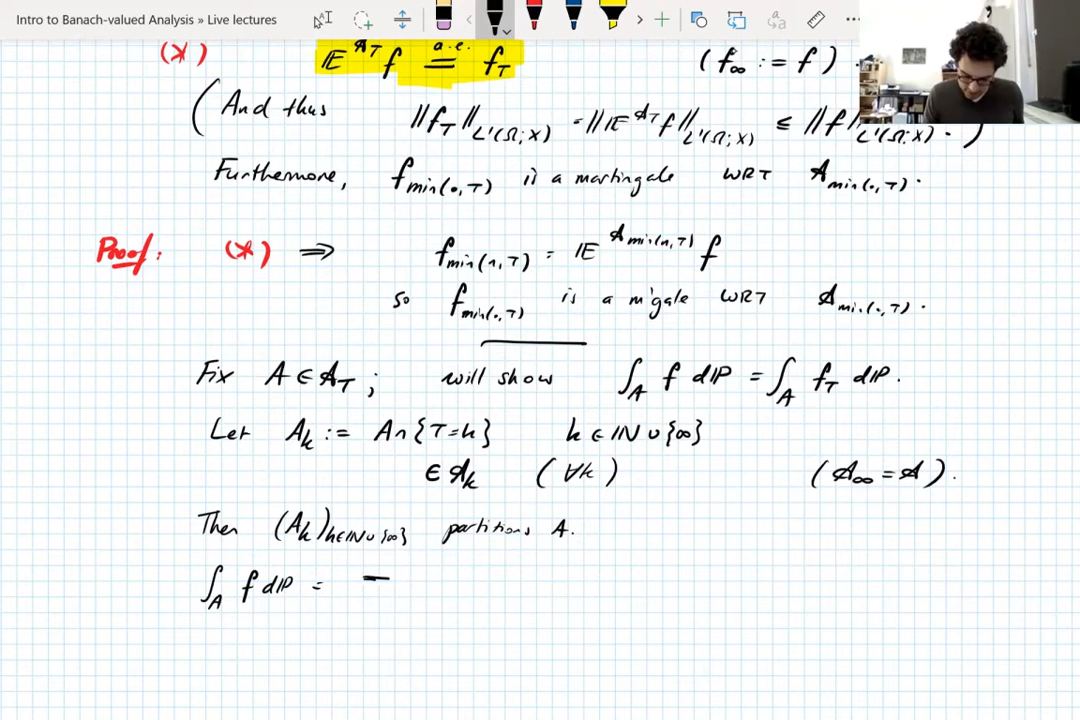 Intro to Banach-valued Analysis » Live lectures
(*) 𝔼^{𝒜_T} f =^{a.e.} f_T (f_∞ := f).
(And thus ‖f_T‖_{L¹(Ω;X)} = ‖𝔼^{𝒜_T} f‖_{L¹(Ω;X)} ≤ ‖f‖_{L¹(Ω;X)}.)
Furthermore, f_{min(•,T)} is a martingale WRT 𝒜_{min(•,T)}.
Proof: (*) ⇒ f_{min(n,T)} = 𝔼^{𝒜_{min(n,T)}} f
so f_{min(•,T)} is a m'gale WRT 𝒜_{min(•,T)}.
Fix A ∈ 𝒜_T; will show ∫_A f dℙ = ∫_A f_T dℙ.
Let A_k := A ∩ {T=k} k ∈ ℕ ∪ {∞}
∈ 𝒜_k (∀k) (𝒜_∞ = 𝒜).
Then (A_k)_{k∈ℕ∪{∞}} partitions A.
∫_A f dℙ =